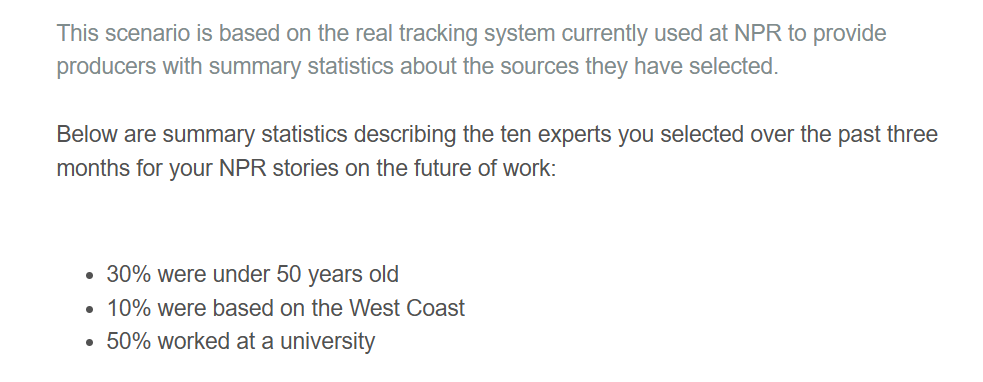 This scenario is based on the real tracking system currently used at NPR to provide
producers with summary statistics about the sources they have selected.
Below are summary statistics describing the ten experts you selected over the past three
months for your NPR stories on the future of work:
• 30% were under 50 years old
• 10% were based on the West Coast
• 50% worked at a university